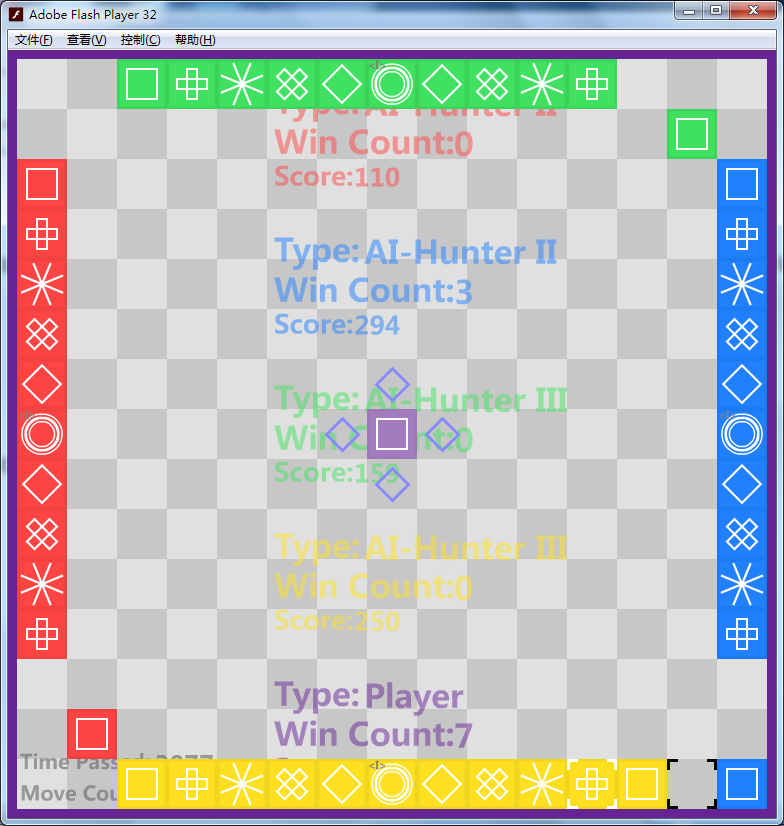 Adobe Flash Player 32
文件(F) 查看(V) 控制(C) 帮助(H)
<I>
Type: AI-Hunter II
Win Count:0
Score:110
Type: AI-Hunter II
Win Count:3
Score:294
Type: AI-Hunter III
Win Count:0
Score:159
Type: AI-Hunter III
Win Count:0
Score:250
Type: Player
Win Count:7
Time Passed:
<I>
Move Cou